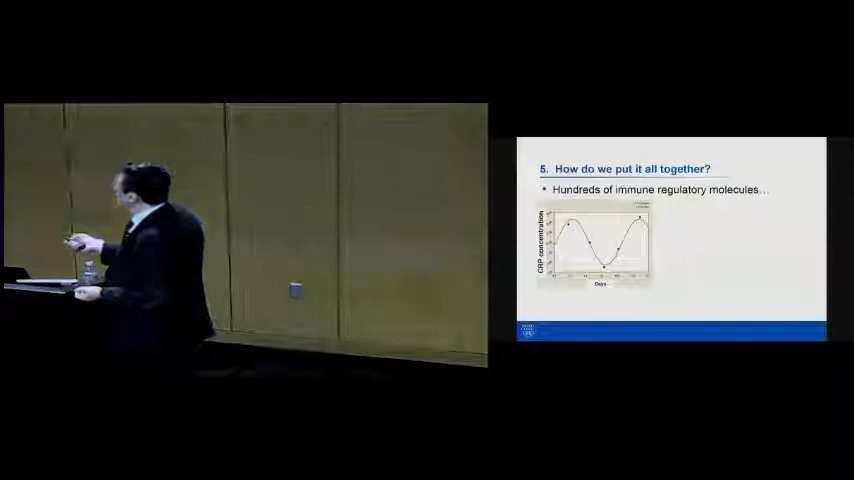 5. How do we put it all together?
▪ Hundreds of immune regulatory molecules…
CRP concentration
Days